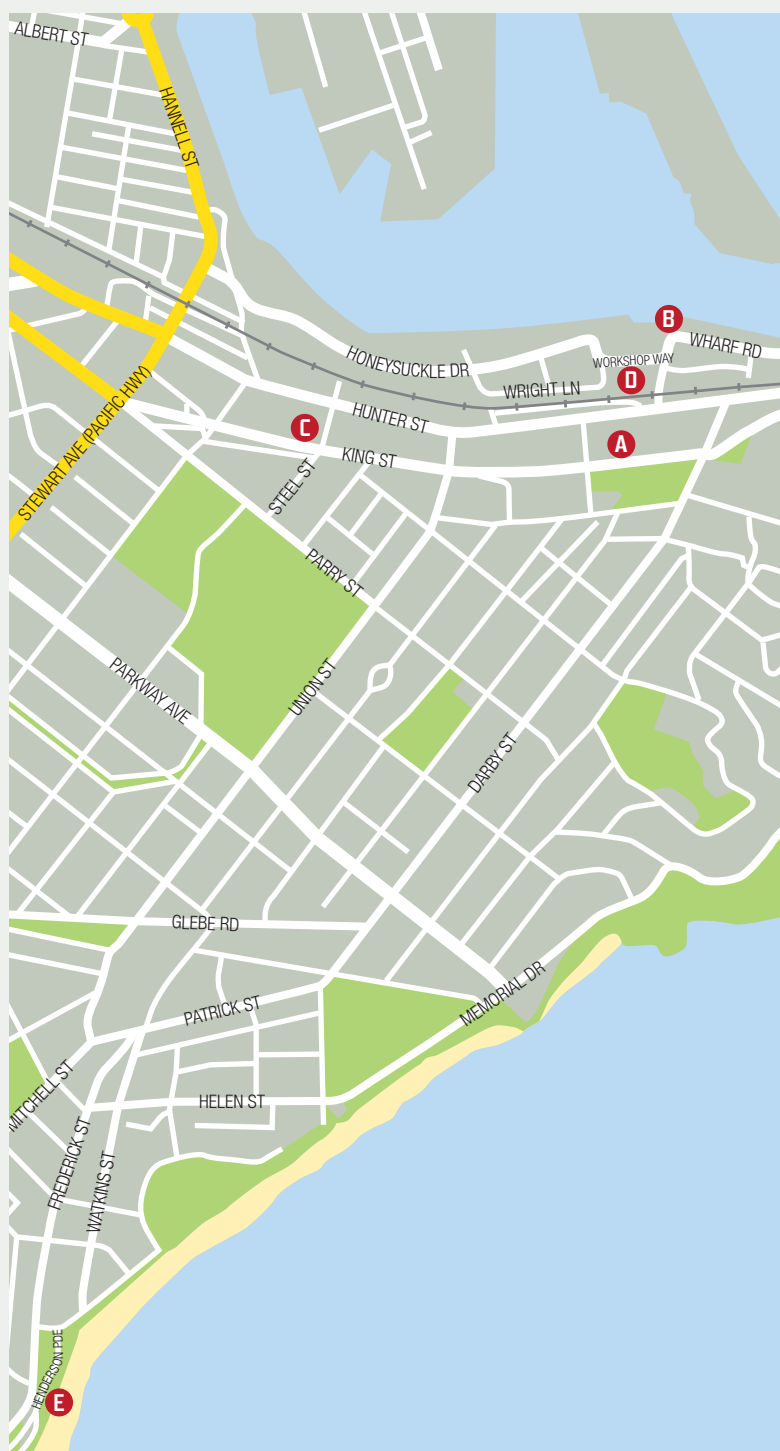 ALBERT ST
HANNELL ST
B
WHARF RD
HONEYSUCKLE DR
WORKSHOP WAY
D
WRIGHT LN
STEWART AVE (PACIFIC HWY)
HUNTER ST
C
A
KING ST
STEEL ST
PARRY ST
UNION ST
PARKWAY AVE
DARBY ST
GLEBE RD
MEMORIAL DR
PATRICK ST
MITCHELL ST
HELEN ST
FREDERICK ST
WATKINS ST
HENDERSON PDE
E